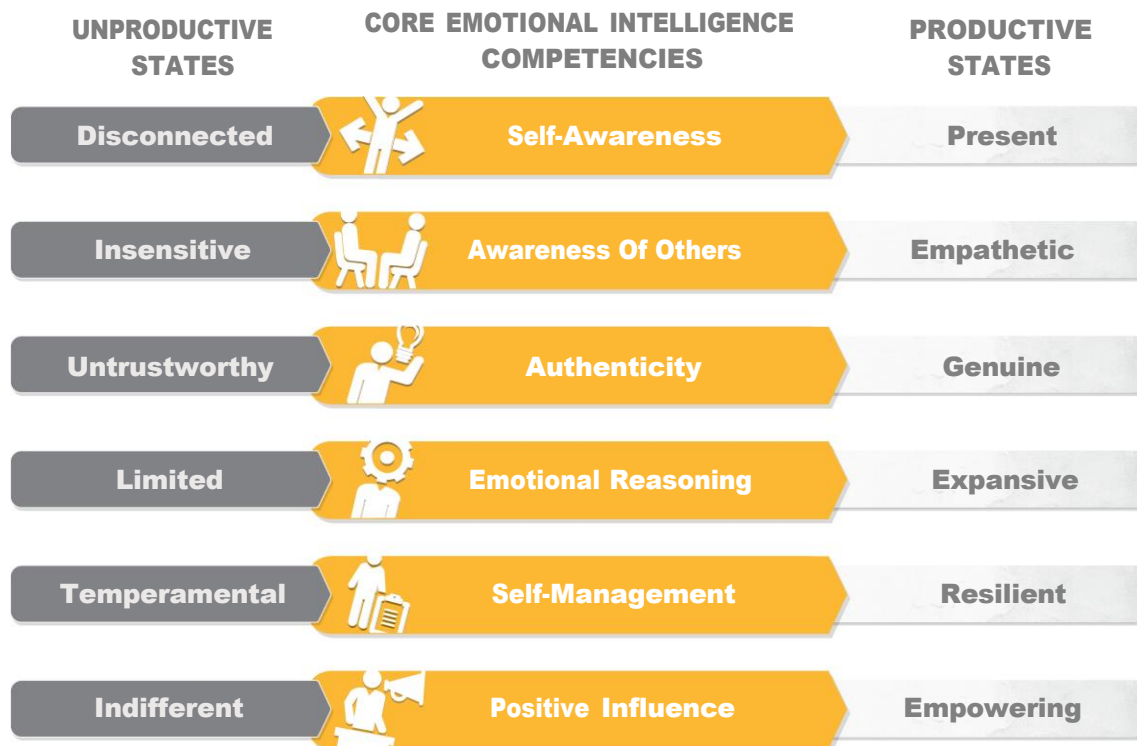 UNPRODUCTIVE
STATES
CORE EMOTIONAL INTELLIGENCE
COMPETENCIES
PRODUCTIVE
STATES
Disconnected
Self-Awareness
Present
Insensitive
Awareness Of Others
Empathetic
Untrustworthy
Authenticity
Genuine
Limited
Emotional Reasoning
Expansive
Temperamental
Self-Management
Resilient
Indifferent
Positive Influence
Empowering